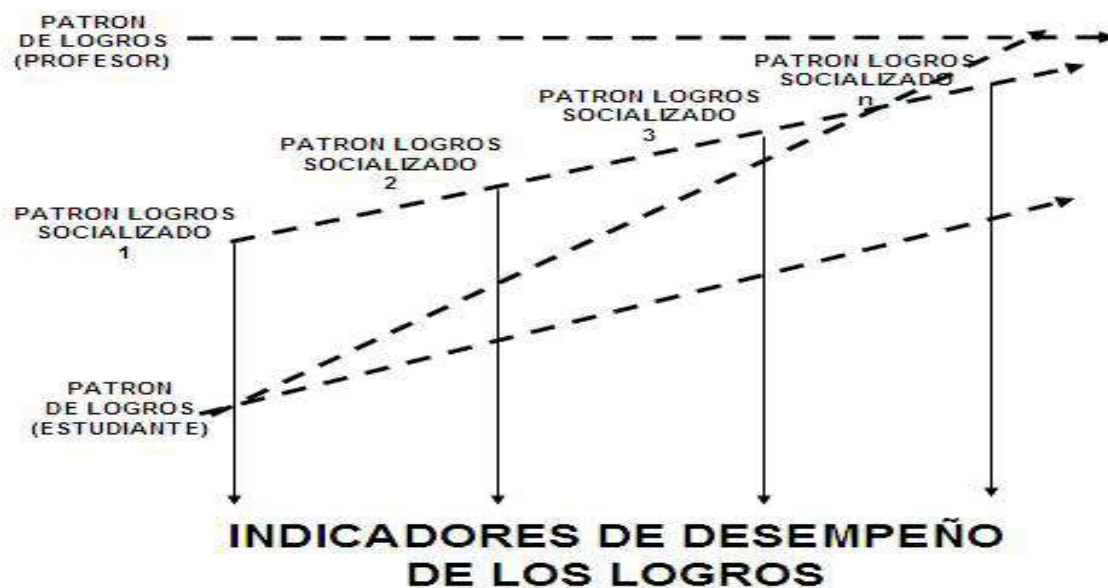 PATRON
DE LOGROS
(PROFESOR)
PATRON LOGROS
SOCIALIZADO
n
PATRON LOGROS
SOCIALIZADO
3
PATRON LOGROS
SOCIALIZADO
2
PATRON LOGROS
SOCIALIZADO
1
PATRON
DE LOGROS
(ESTUDIANTE)
INDICADORES DE DESEMPEÑO
DE LOS LOGROS